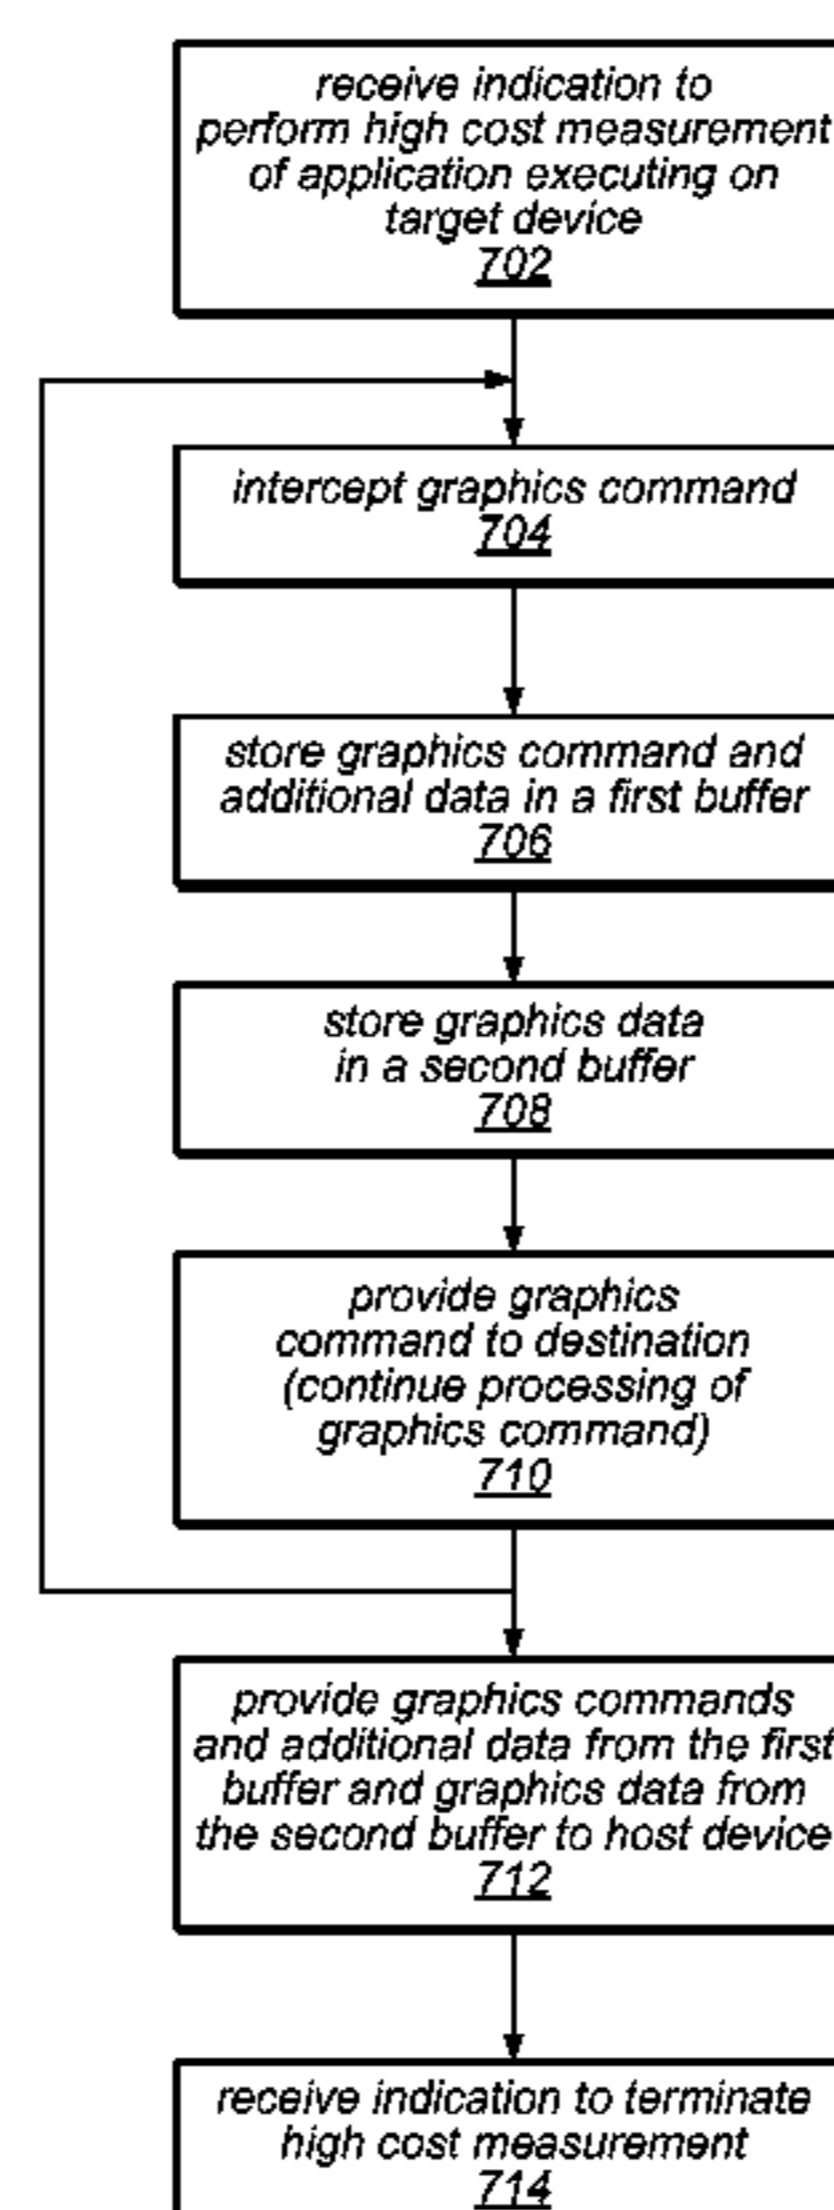 receive indication to
perform high cost measurement
of application executing on
target device
702
intercept graphics command
704
store graphics command and
additional data in a first buffer
706
store graphics data
in a second buffer
708
provide graphics
command to destination
(continue processing of
graphics command)
710
provide graphics commands
and additional data from the first
buffer and graphics data from
the second buffer to host device
712
receive indication to terminate
high cost measurement
714